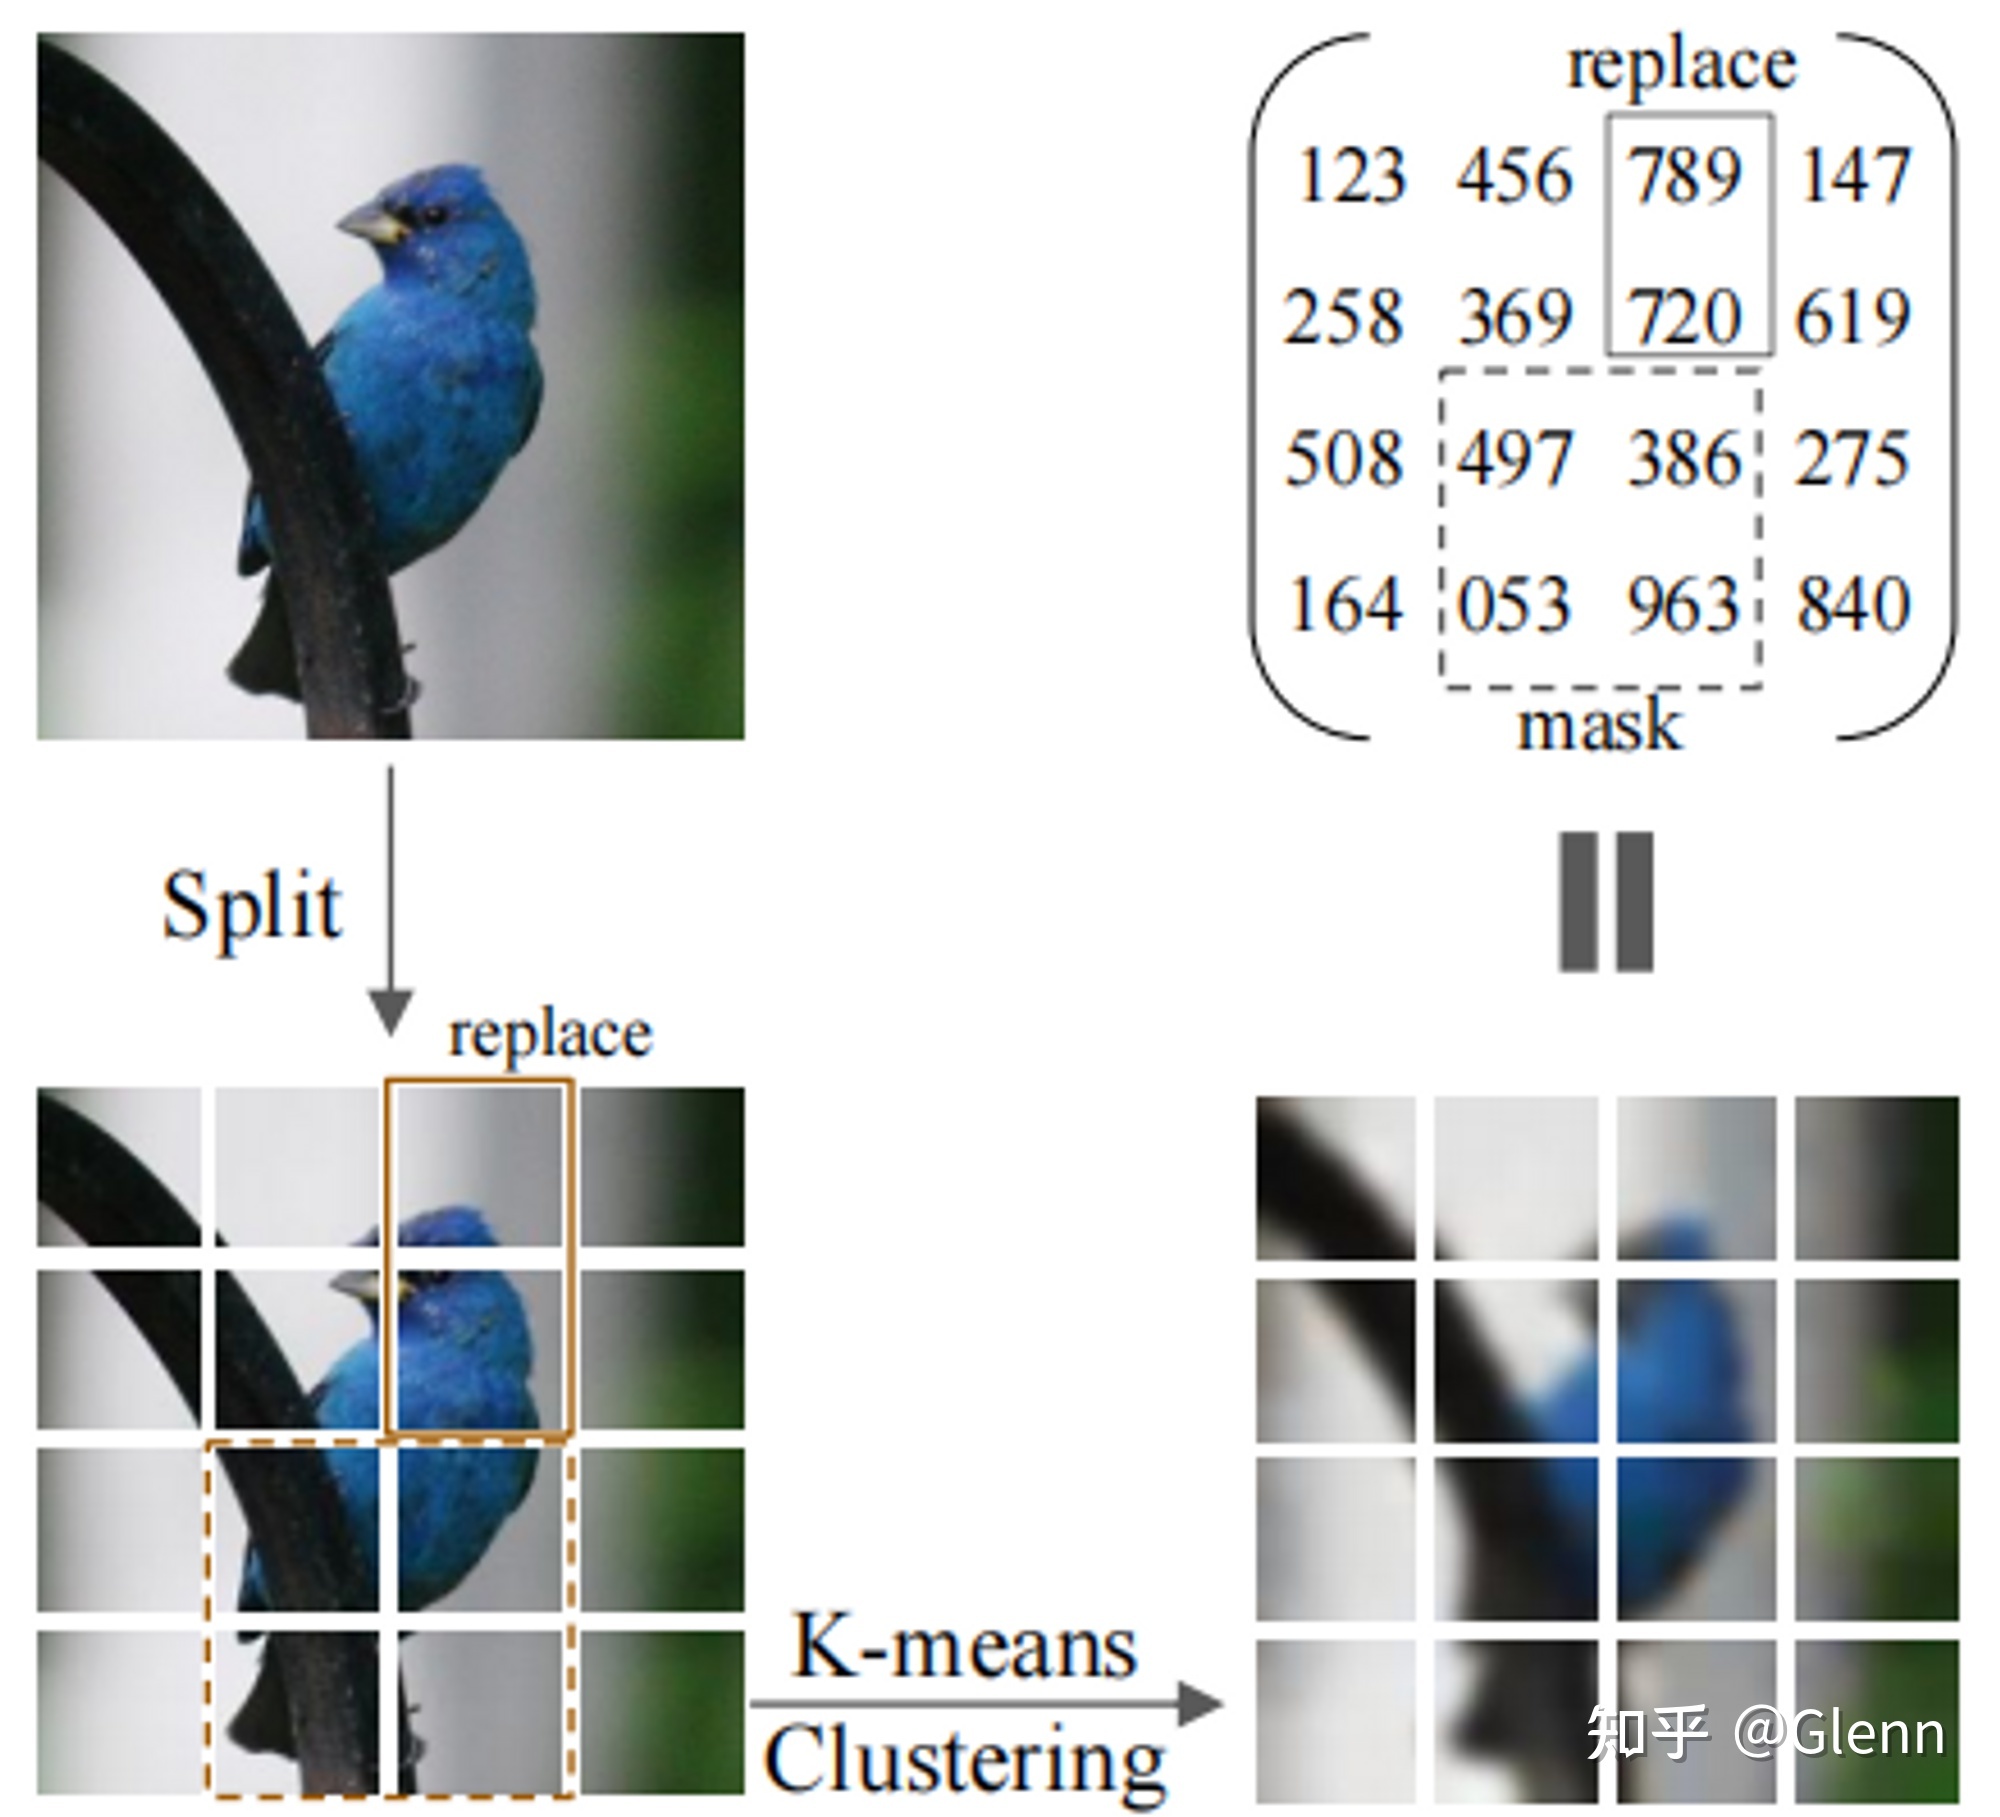 replace
123 456 789 147
258 369 720 619
508 497 386 275
164 053 963 840
mask
Split
replace
K-means
Clustering
知乎 @Glenn